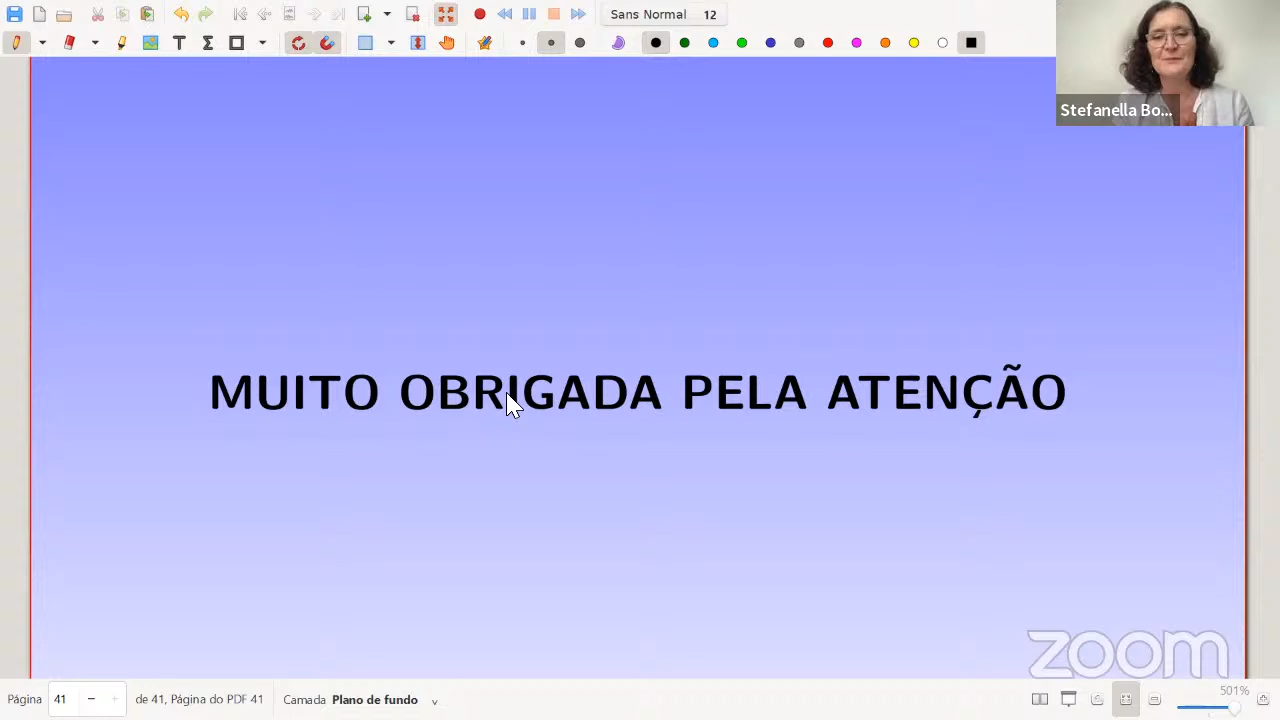 Sans Normal 12
Stefanella Bo...
MUITO OBRIGADA PELA ATENÇÃO
zoom
501%
Página 41 de 41, Página do PDF 41 Camada Plano de fundo